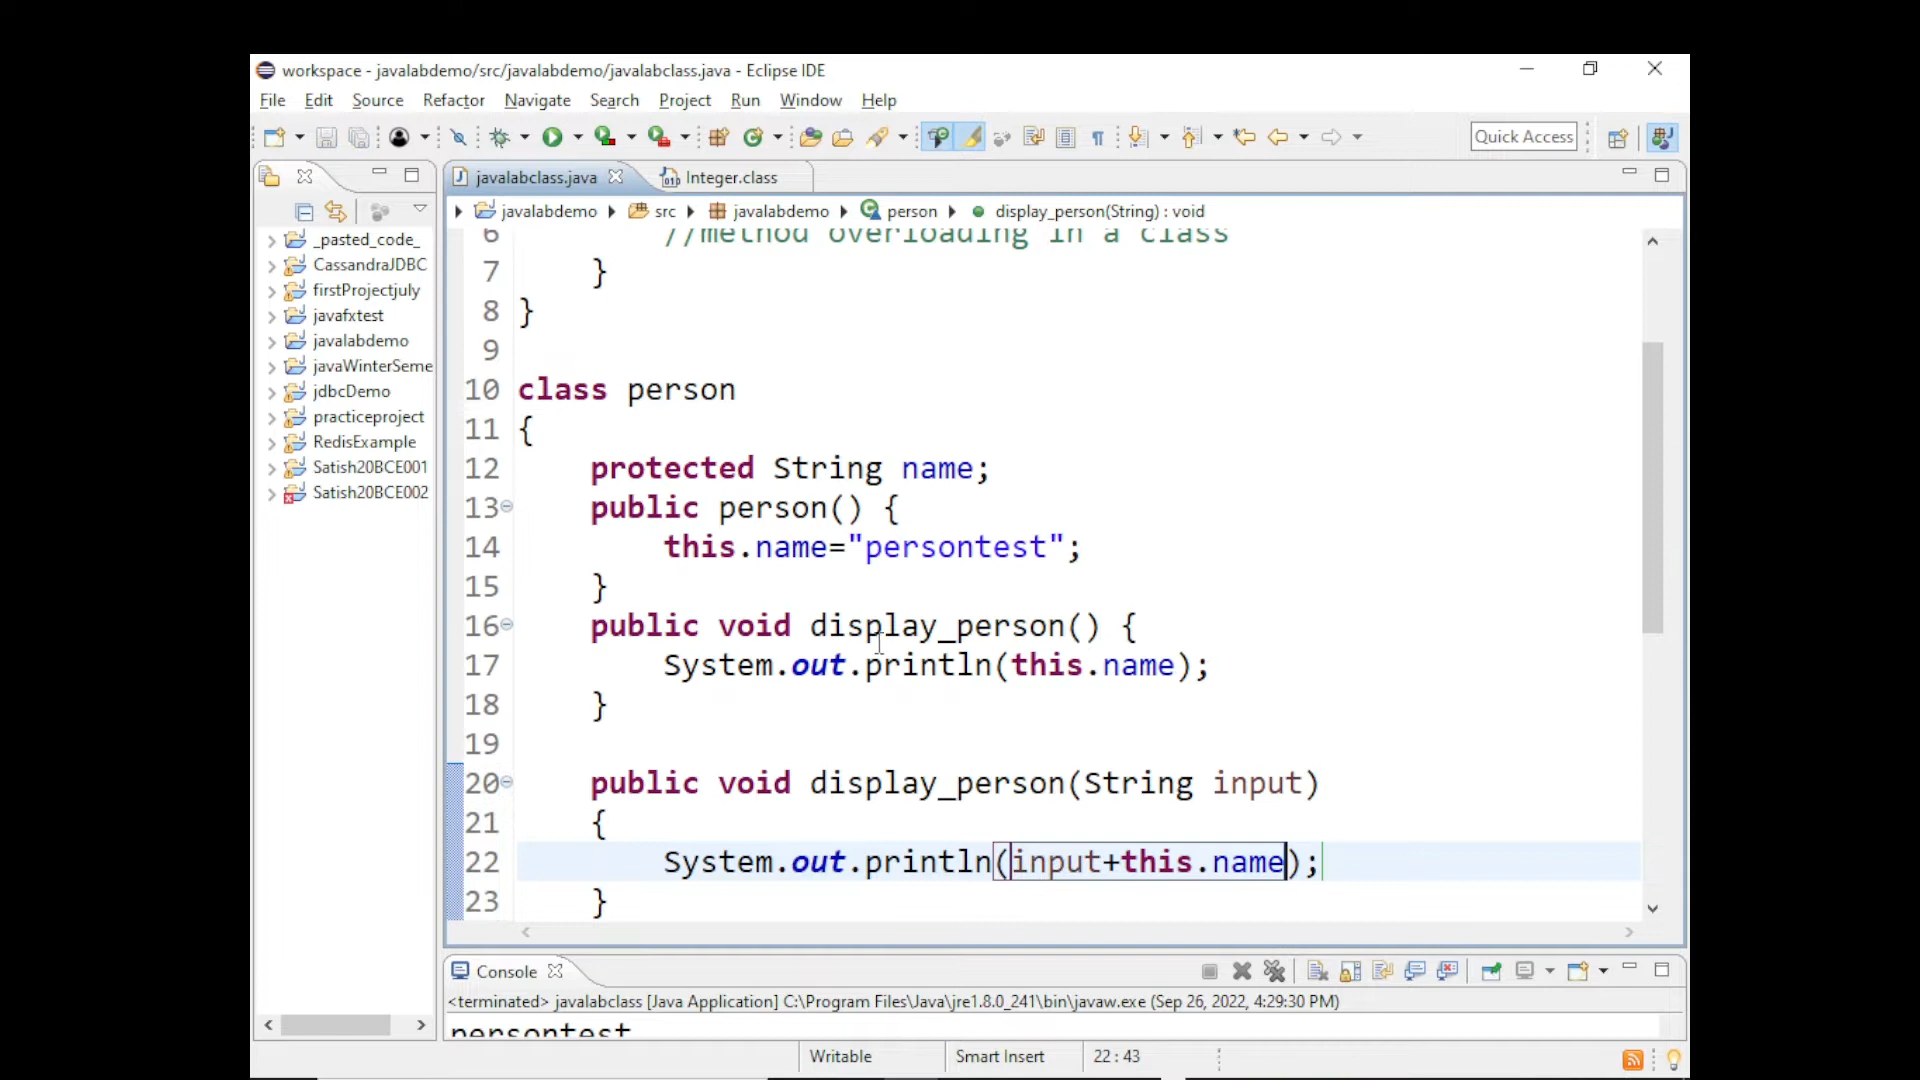 workspace - javalabdemo/src/javalabdemo/javalabclass.java - Eclipse IDE
File Edit Source Refactor Navigate Search Project Run Window Help
Quick Access
javalabclass.java Integer.class
javalabdemo src javalabdemo person display_person(String) : void
_pasted_code_
CassandraJDBC
firstProjectjuly
javafxtest
javalabdemo
javaWinterSeme
jdbcDemo
practiceproject
RedisExample
Satish20BCE001
Satish20BCE002
6 //method overloading in a class
7 }
8 }
9
10 class person
11 {
12 protected String name;
13 public person() {
14 this.name="persontest";
15 }
16 public void display_person() {
17 System.out.println(this.name);
18 }
19
20 public void display_person(String input)
21 {
22 System.out.println(input+this.name);
23 }
Console
<terminated> javalabclass [Java Application] C:\Program Files\Java\jre1.8.0_241\bin\javaw.exe (Sep 26, 2022, 4:29:30 PM)
persontest
Writable Smart Insert 22 : 43